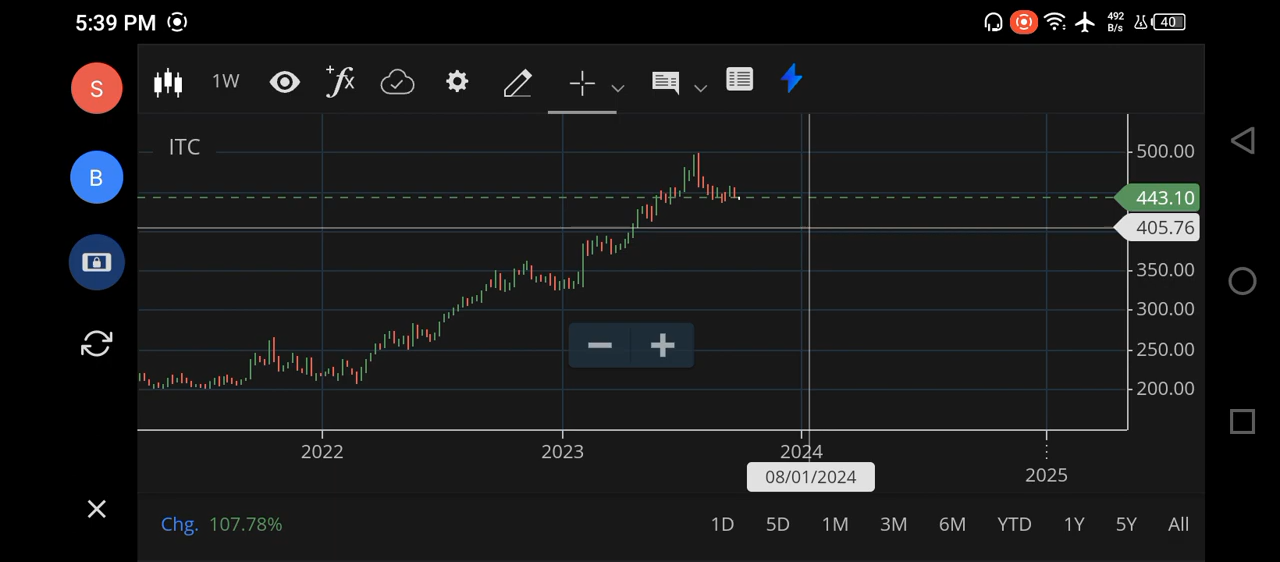 5:39 PM
492
B/s
40
S
1W
+fx
B
ITC
500.00
443.10
405.76
350.00
300.00
250.00
200.00
2022
2023
2024
2025
08/01/2024
Chg. 107.78%
1D 5D 1M 3M 6M YTD 1Y 5Y All